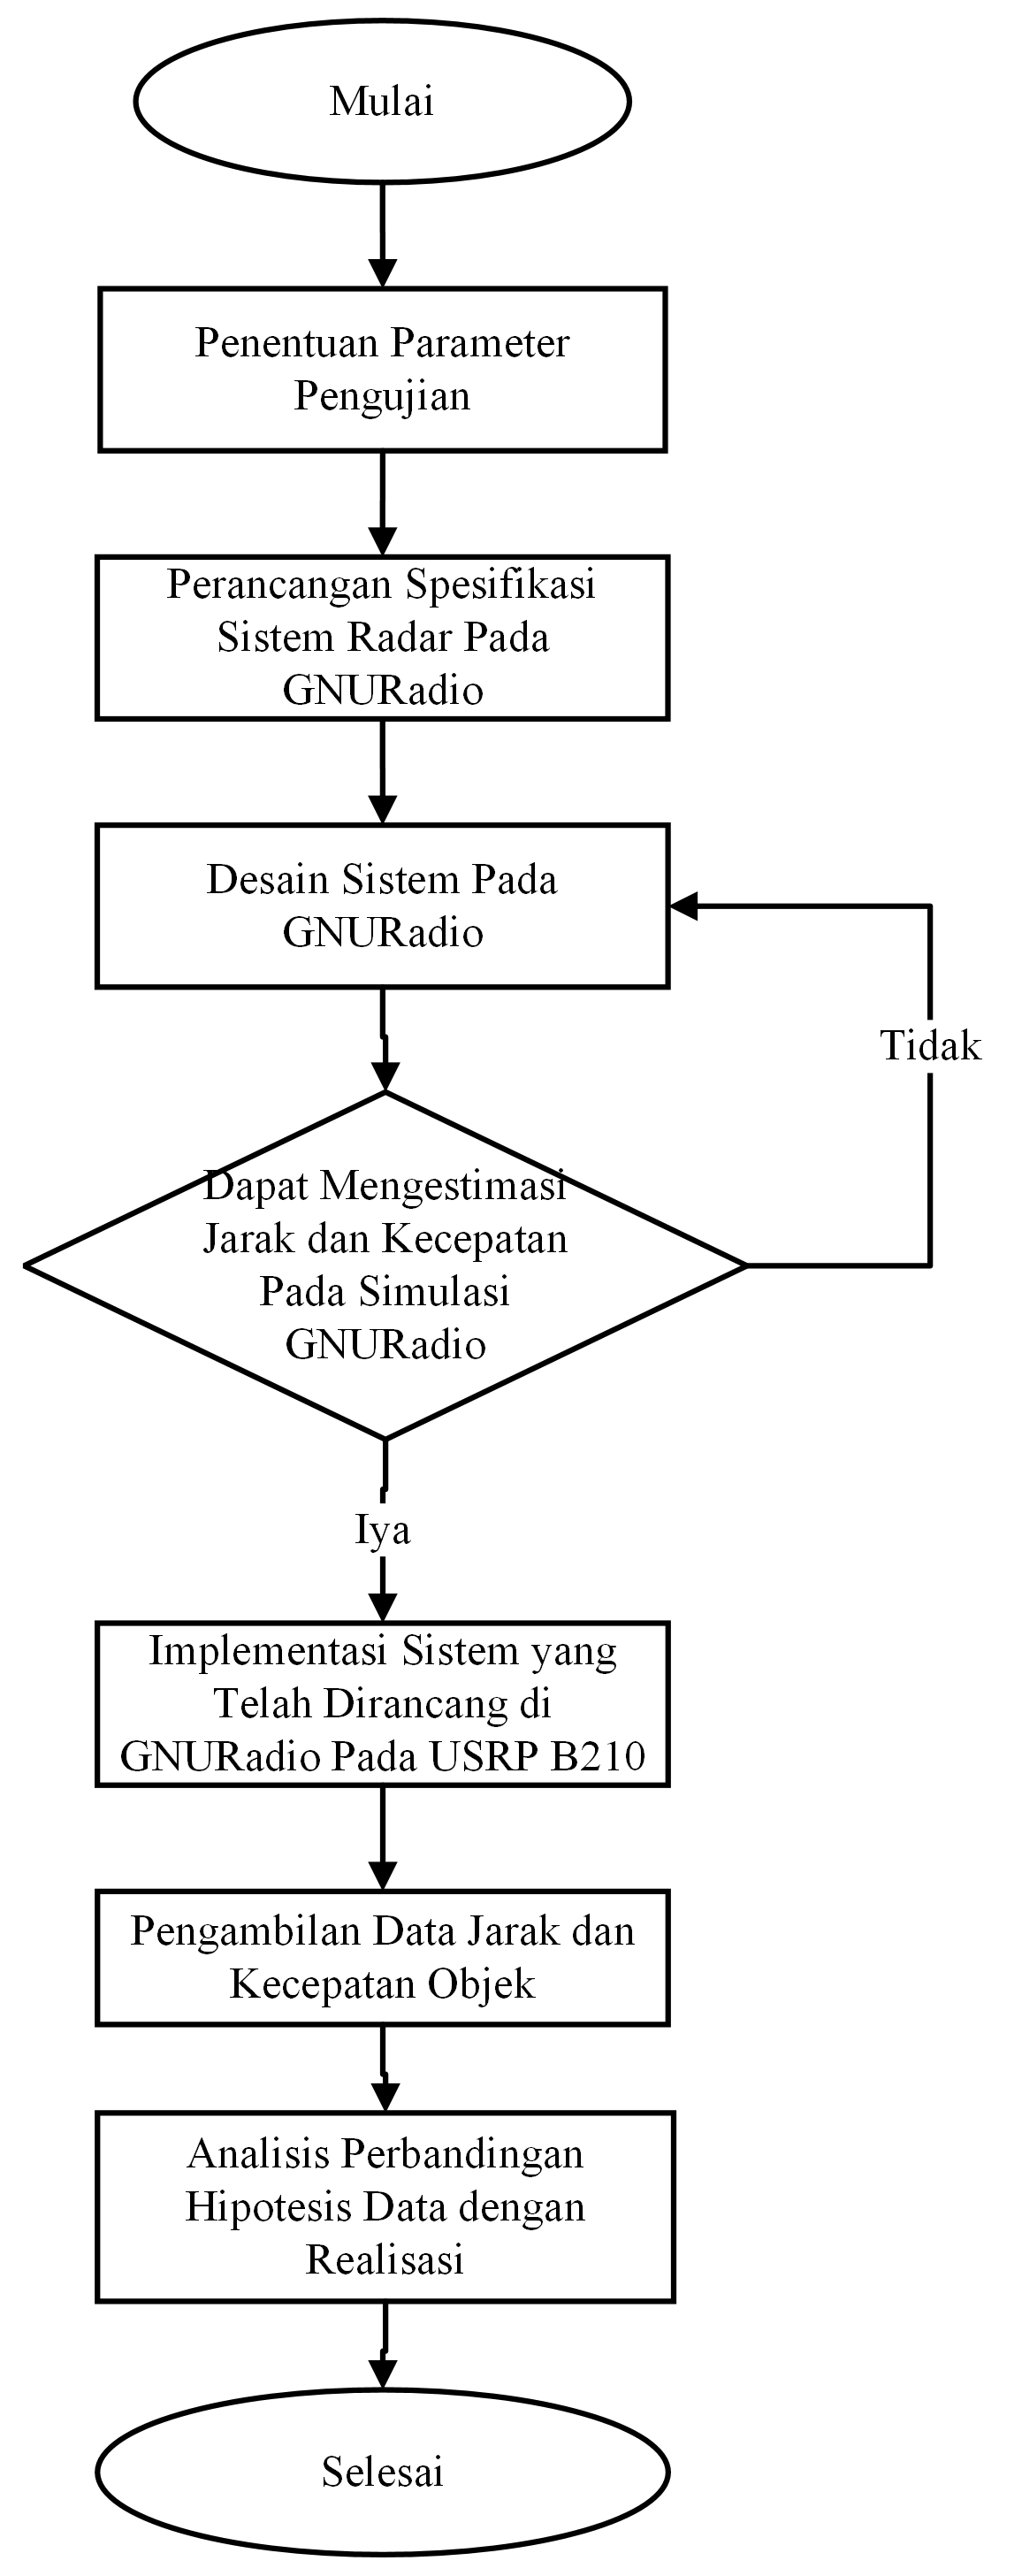 Mulai
Penentuan Parameter
Pengujian
Perancangan Spesifikasi
Sistem Radar Pada
GNURadio
Desain Sistem Pada
GNURadio
Tidak
Dapat Mengestimasi
Jarak dan Kecepatan
Pada Simulasi
GNURadio
Iya
Implementasi Sistem yang
Telah Dirancang di
GNURadio Pada USRP B210
Pengambilan Data Jarak dan
Kecepatan Objek
Analisis Perbandingan
Hipotesis Data dengan
Realisasi
Selesai